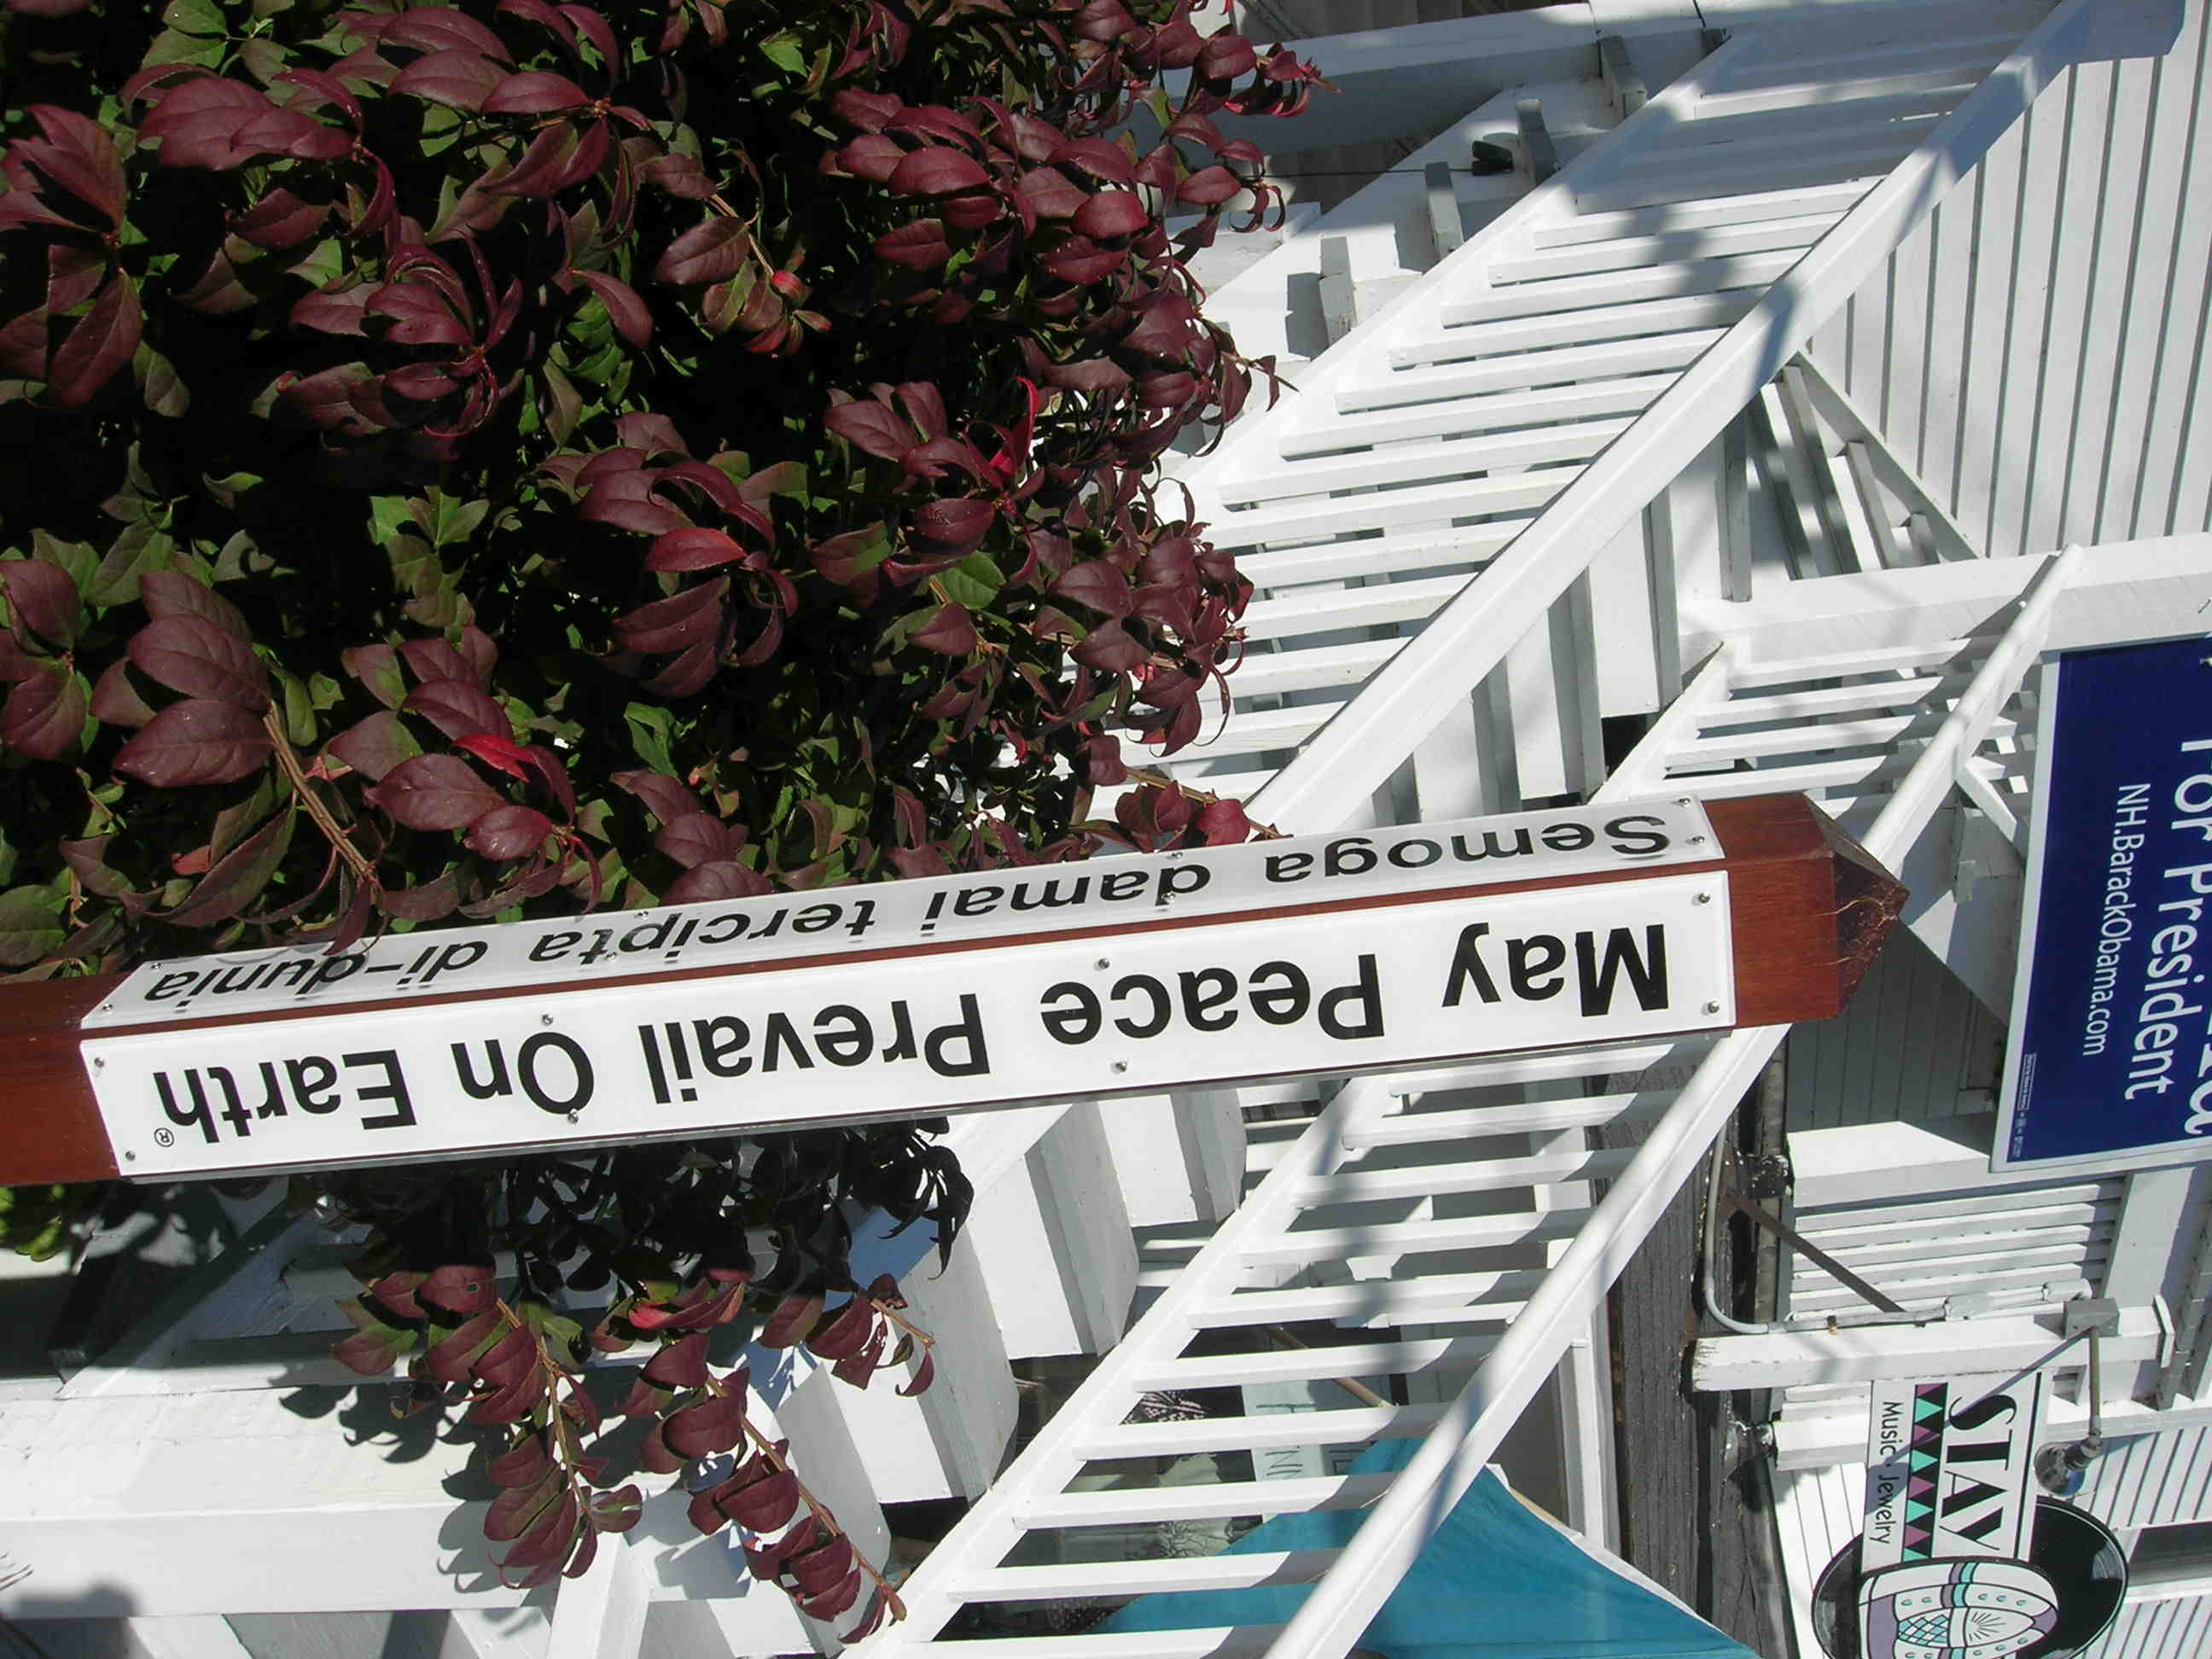 May Peace Prevail On Earth®
Semoga damai tercipta di-dunia
For President
NH.BarackObama.com
STAY
Music · Jewelry